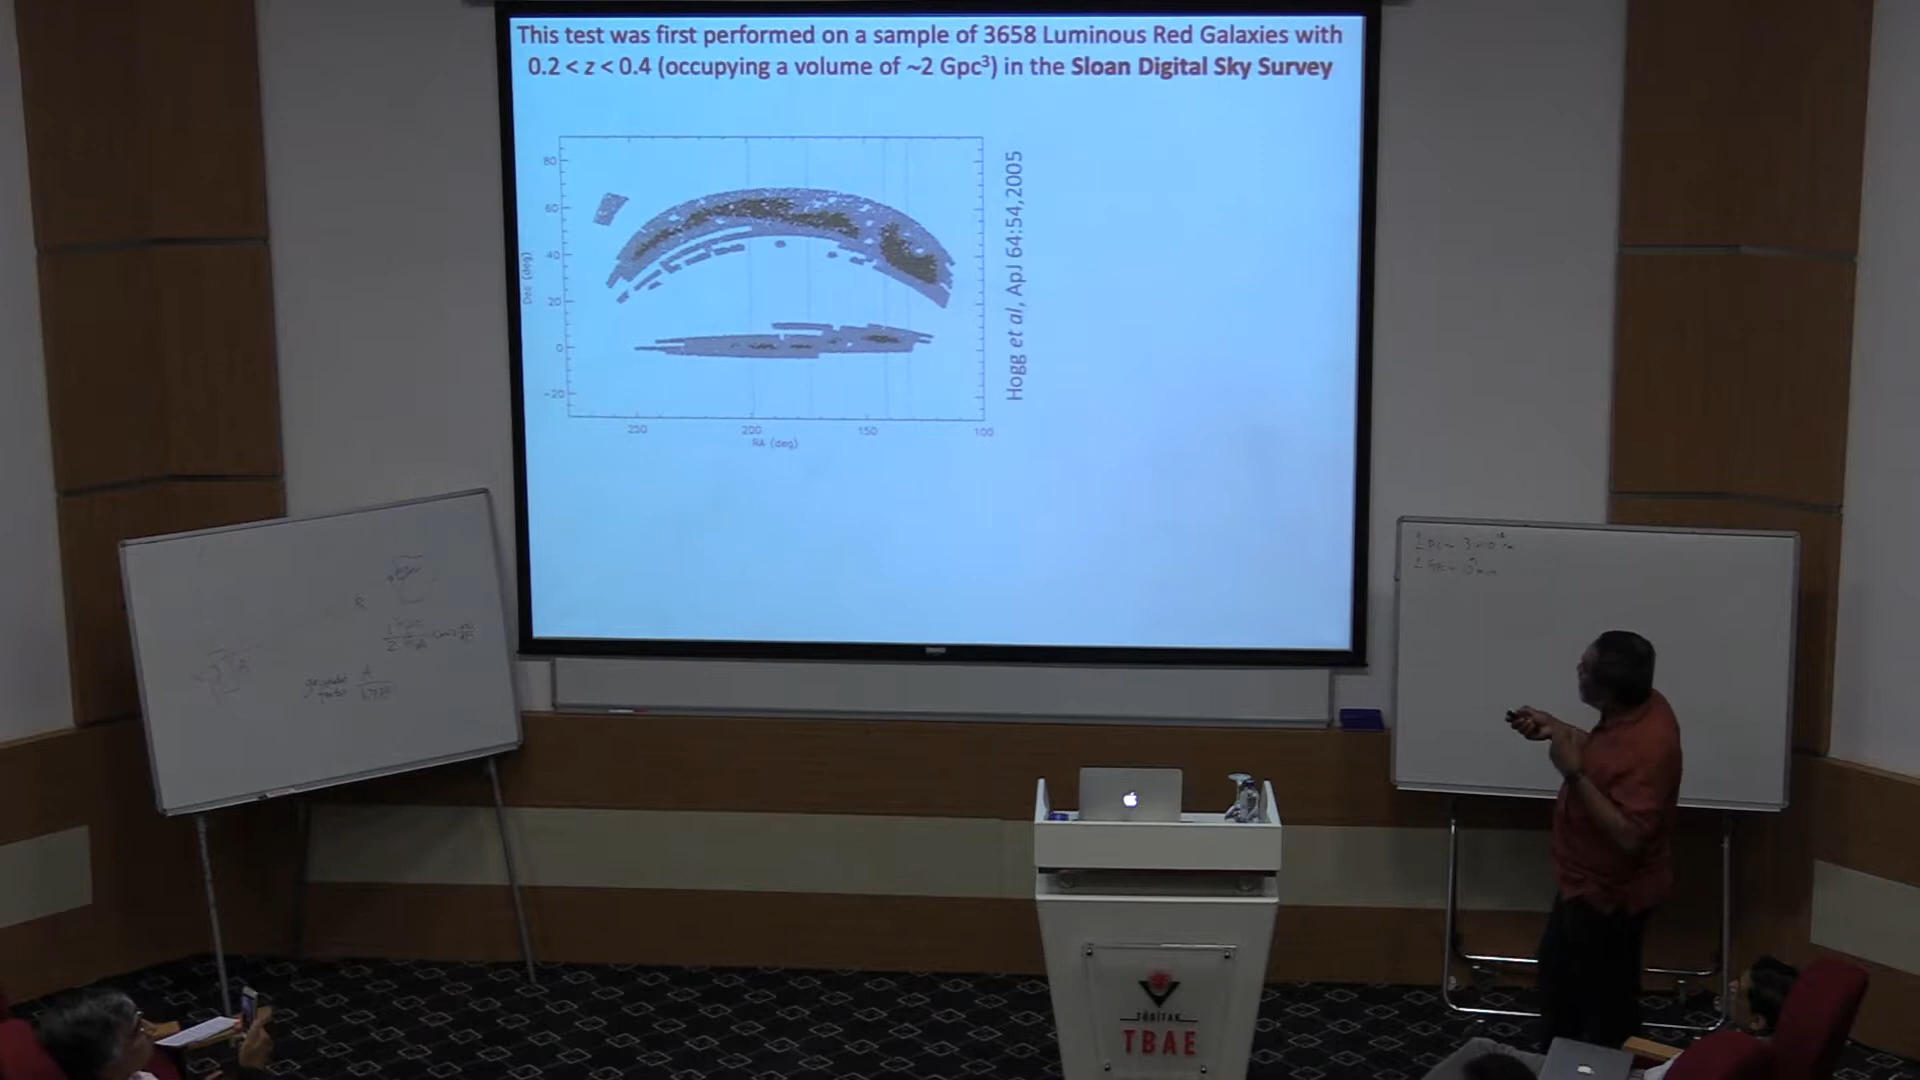 This test was first performed on a sample of 3658 Luminous Red Galaxies with
0.2 < z < 0.4 (occupying a volume of ~2 Gpc³) in the Sloan Digital Sky Survey
80
60
40
20
0
-20
Dec (deg)
250
200
150
100
RA (deg)
Hogg et al, ApJ 64:54,2005
R
A
TÜBİTAK
TBAE